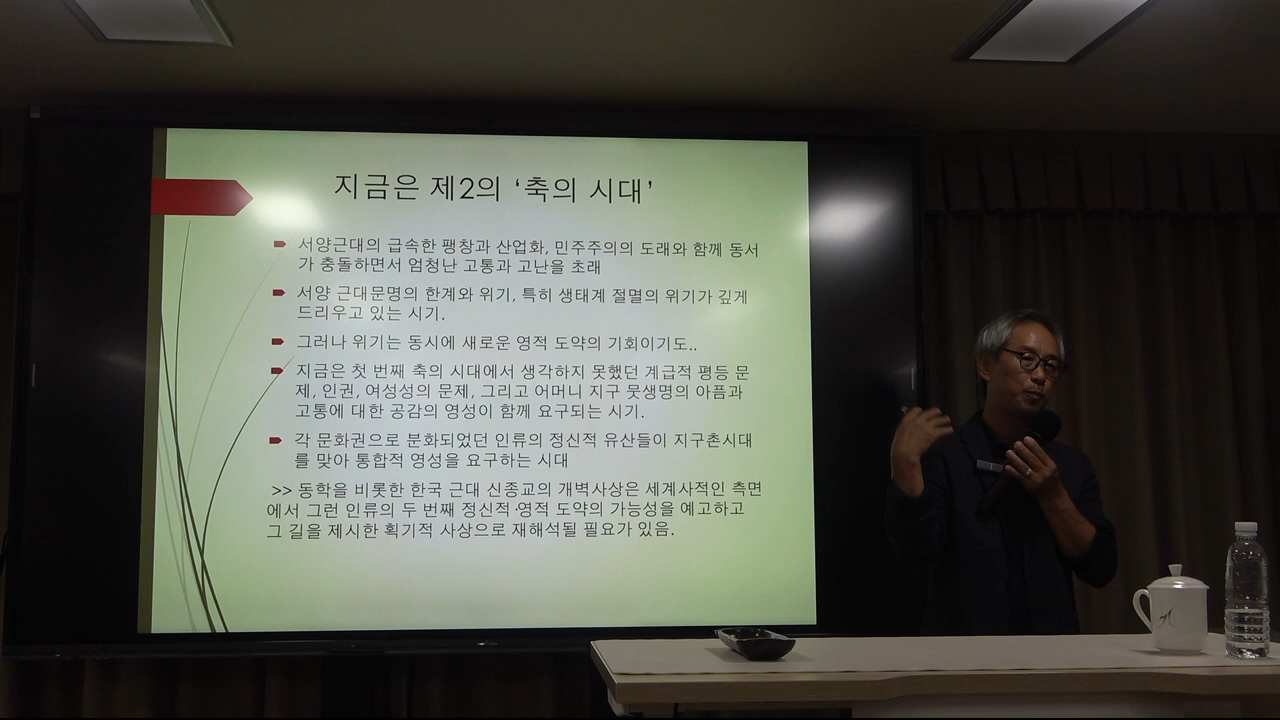 지금은 제2의 ‘축의 시대’
서양근대의 급속한 팽창과 산업화, 민주주의의 도래와 함께 동서
가 충돌하면서 엄청난 고통과 고난을 초래
서양 근대문명의 한계와 위기, 특히 생태계 절멸의 위기가 깊게
드리우고 있는 시기.
그러나 위기는 동시에 새로운 영적 도약의 기회이기도..
지금은 첫 번째 축의 시대에서 생각하지 못했던 계급적 평등 문
제, 인권, 여성성의 문제, 그리고 어머니 지구 뭇생명의 아픔과
고통에 대한 공감의 영성이 함께 요구되는 시기.
각 문화권으로 분화되었던 인류의 정신적 유산들이 지구촌시대
를 맞아 통합적 영성을 요구하는 시대
>> 동학을 비롯한 한국 근대 신종교의 개벽사상은 세계사적인 측면
에서 그런 인류의 두 번째 정신적·영적 도약의 가능성을 예고하고
그 길을 제시한 획기적 사상으로 재해석될 필요가 있음.